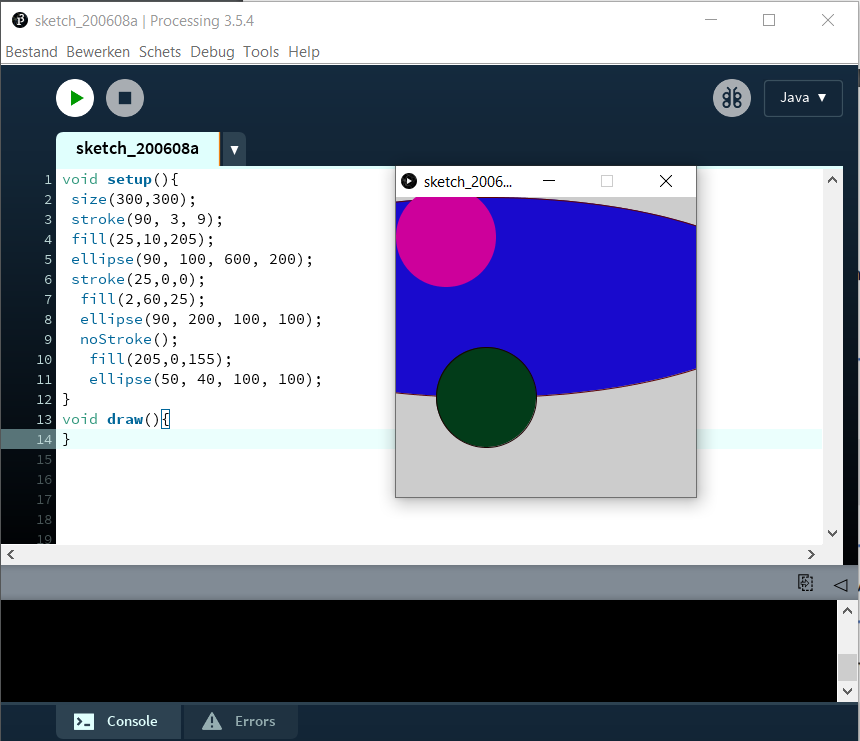 sketch_200608a | Processing 3.5.4
Bestand Bewerken Schets Debug Tools Help
Java ▼
sketch_200608a ▼
sketch_2006...
1 void setup(){
2 size(300,300);
3 stroke(90, 3, 9);
4 fill(25,10,205);
5 ellipse(90, 100, 600, 200);
6 stroke(25,0,0);
7 fill(2,60,25);
8 ellipse(90, 200, 100, 100);
9 noStroke();
10 fill(205,0,155);
11 ellipse(50, 40, 100, 100);
12 }
13 void draw(){
14 }
15
16
17
18
19
Console Errors